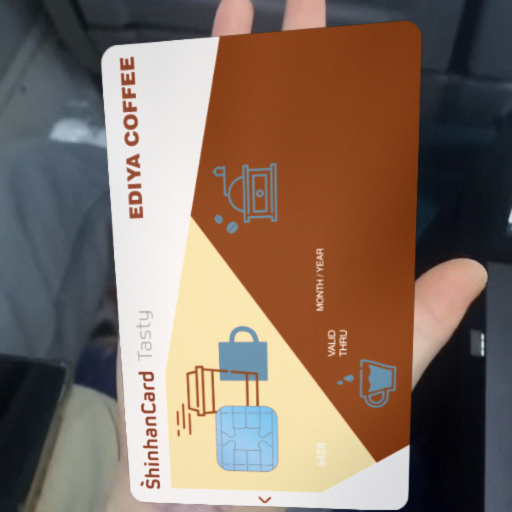 EDIYA COFFEE
ShinhanCard Tasty
MONTH / YEAR
VALID
THRU
5428